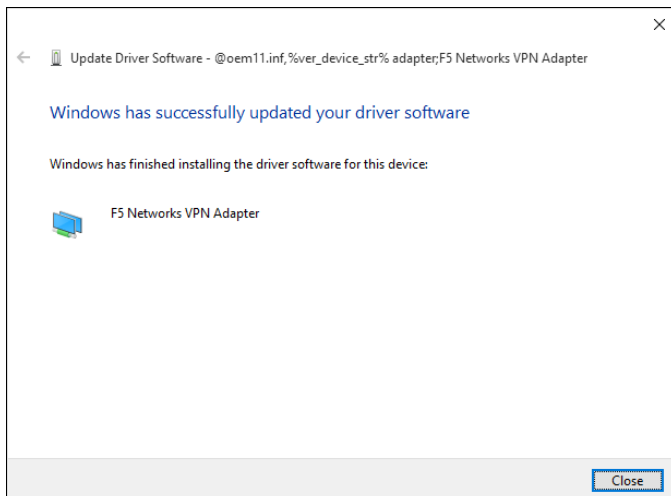 Update Driver Software - @oem11.inf,%ver_device_str% adapter;F5 Networks VPN Adapter
Windows has successfully updated your driver software
Windows has finished installing the driver software for this device:
F5 Networks VPN Adapter
Close